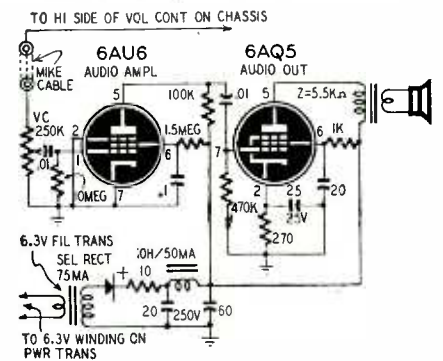 TO HI SIDE OF VOL CONT ON CHASSIS
6AU6
AUDIO AMPL
6AQ5
AUDIO OUT
MIKE
CABLE
5
100K
.01
5
Z=5.5KΩ
VC
250K
2
1.5MEG
1K
.01
1
6
7
6
0MEG
7
.1
2
25
20
470K
25V
270
6.3V FIL TRANS
SEL RECT
75MA
+
10H/50MA
10
20
250V
60
TO 6.3V WINDING ON
PWR TRANS